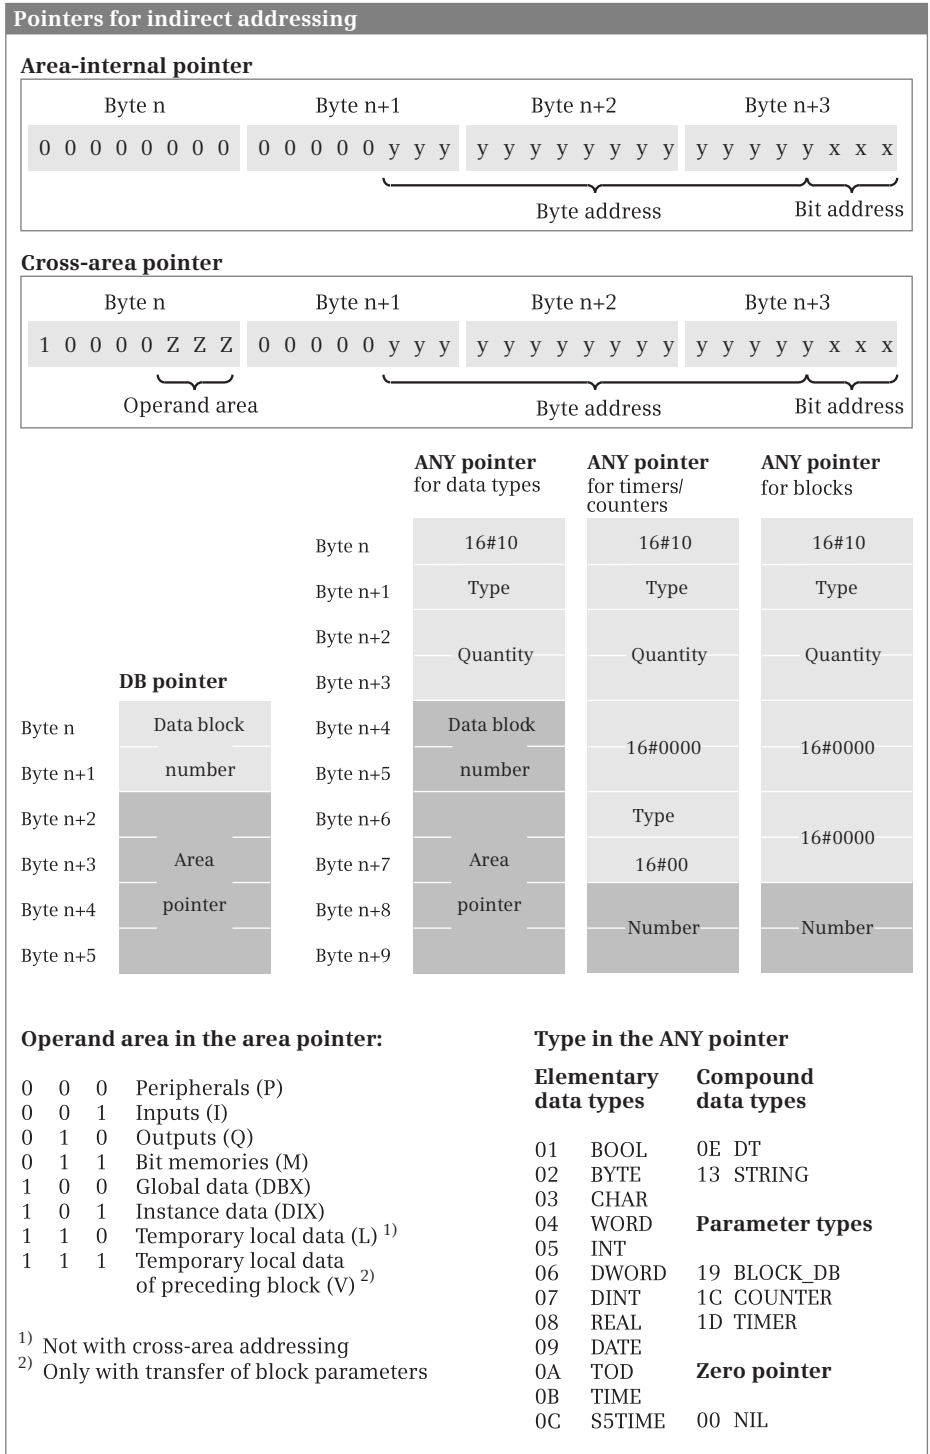 Pointers for indirect addressing
Area-internal pointer
Byte n Byte n+1 Byte n+2 Byte n+3
0 0 0 0 0 0 0 0 0 0 0 0 0 y y y y y y y y y y y y y y y y x x x
Byte address Bit address
Cross-area pointer
Byte n Byte n+1 Byte n+2 Byte n+3
1 0 0 0 0 Z Z Z 0 0 0 0 0 y y y y y y y y y y y y y y y y x x x
Operand area Byte address Bit address
DB pointer
Byte n Data block
Byte n+1 number
Byte n+2
Byte n+3 Area
Byte n+4 pointer
Byte n+5
ANY pointer ANY pointer ANY pointer
for data types for timers/ for blocks
counters
Byte n 16#10 16#10 16#10
Byte n+1 Type Type Type
Byte n+2
Quantity Quantity Quantity
Byte n+3
Byte n+4 Data block
16#0000 16#0000
Byte n+5 number
Byte n+6 Type
16#0000
Byte n+7 Area 16#00
Byte n+8 pointer
Number Number
Byte n+9
Operand area in the area pointer:
0 0 0 Peripherals (P)
0 0 1 Inputs (I)
0 1 0 Outputs (Q)
0 1 1 Bit memories (M)
1 0 0 Global data (DBX)
1 0 1 Instance data (DIX)
1 1 0 Temporary local data (L) 1)
1 1 1 Temporary local data
of preceding block (V) 2)
1) Not with cross-area addressing
2) Only with transfer of block parameters
Type in the ANY pointer
Elementary
data types
01 BOOL
02 BYTE
03 CHAR
04 WORD
05 INT
06 DWORD
07 DINT
08 REAL
09 DATE
0A TOD
0B TIME
0C S5TIME
Compound
data types
0E DT
13 STRING
Parameter types
19 BLOCK_DB
1C COUNTER
1D TIMER
Zero pointer
00 NIL